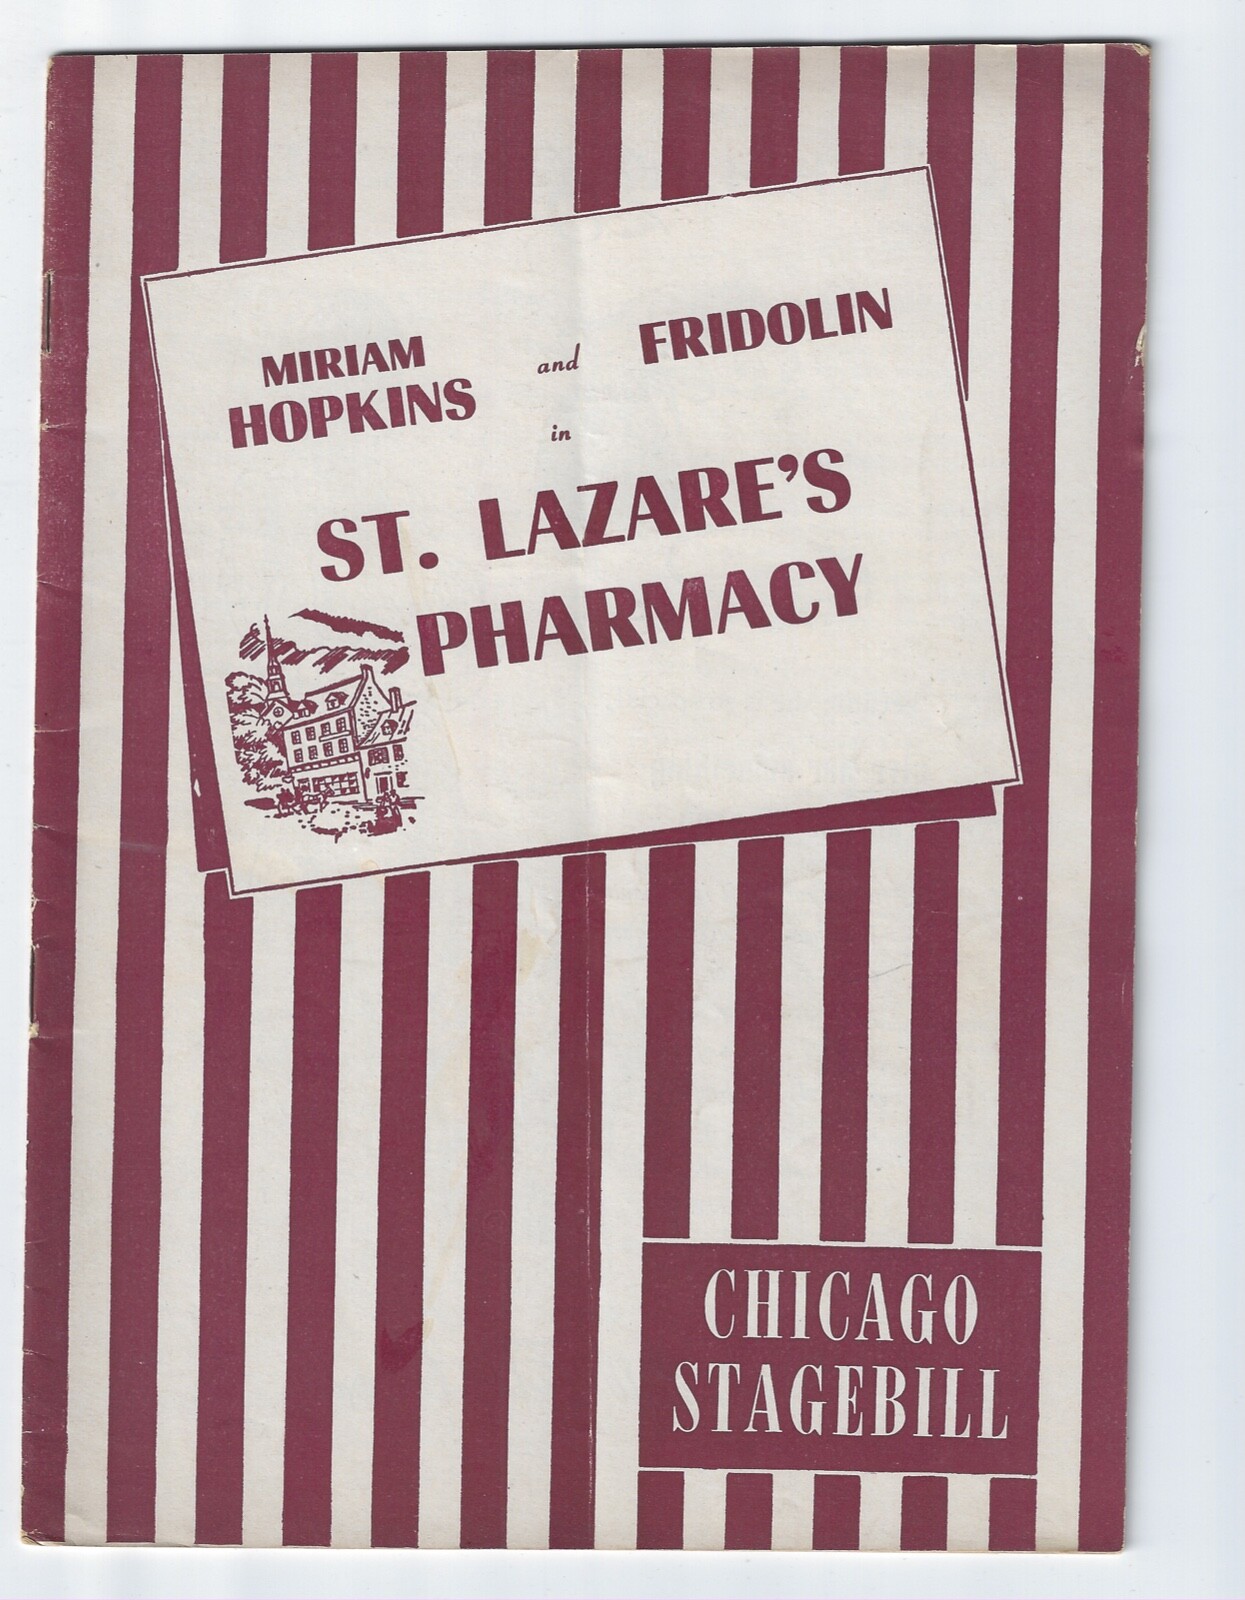 MIRIAM
HOPKINS
and
FRIDOLIN
in
ST. LAZARE'S
PHARMACY
CHICAGO
STAGEBILL